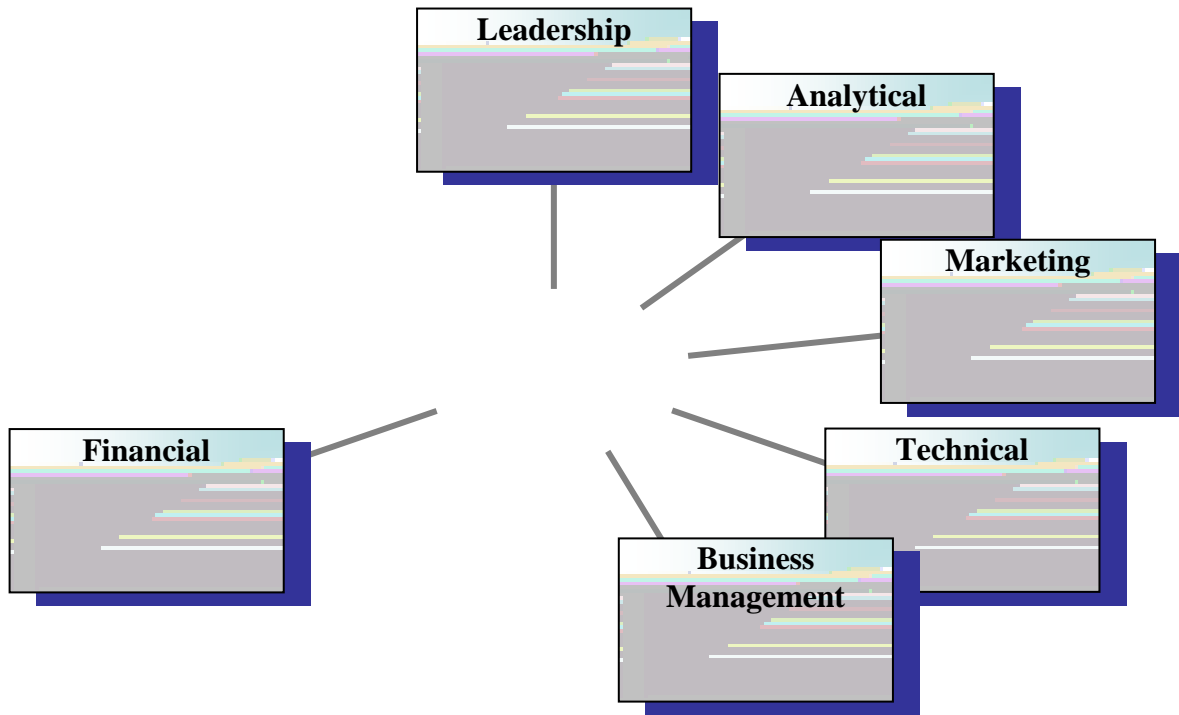 Leadership
Analytical
Marketing
Financial
Technical
Business
Management